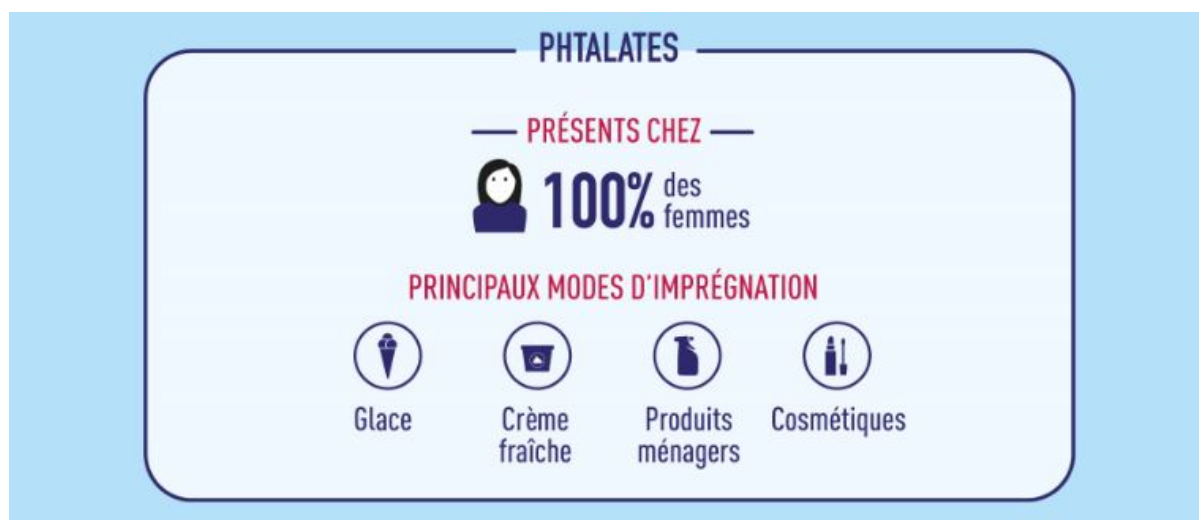 PHTALATES
PRÉSENTS CHEZ
100% des
femmes
PRINCIPAUX MODES D'IMPRÉGNATION
Glace
Crème
fraîche
Produits
ménagers
Cosmétiques